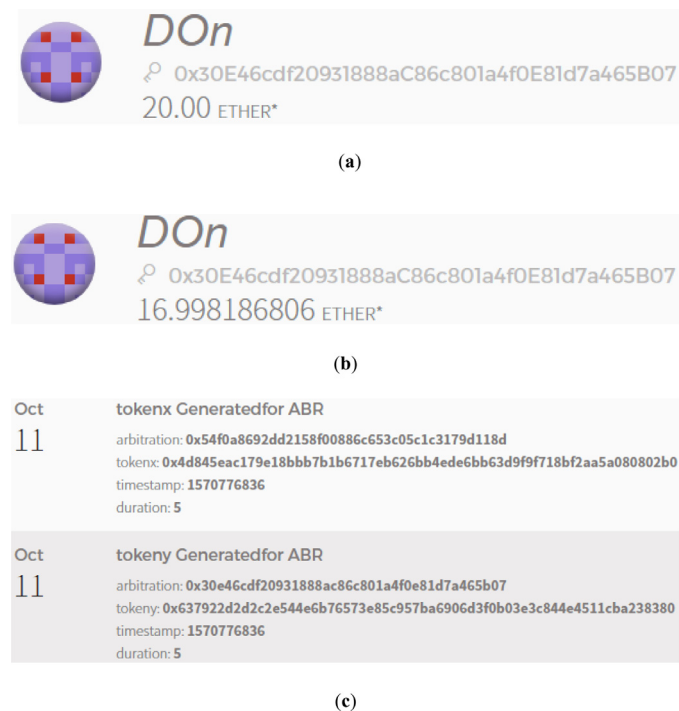 DOn
0x30E46cdf20931888aC86c801a4f0E81d7a465B07
20.00 ETHER*
(a)
DOn
0x30E46cdf20931888aC86c801a4f0E81d7a465B07
16.998186806 ETHER*
(b)
Oct
11
tokenx Generatedfor ABR
arbitration: 0x54f0a8692dd2158f00886c653c05c1c3179d118d
tokenx: 0x4d845eac179e18bbb7b1b6717eb626bb4ede6bb63d9f9f718bf2aa5a080802b0
timestamp: 1570776836
duration: 5
Oct
11
tokeny Generatedfor ABR
arbitration: 0x30e46cdf20931888ac86c801a4f0e81d7a465b07
tokeny: 0x637922d2d2c2e544e6b76573e85c957ba6906d3f0b03e3c844e4511cba238380
timestamp: 1570776836
duration: 5
(c)